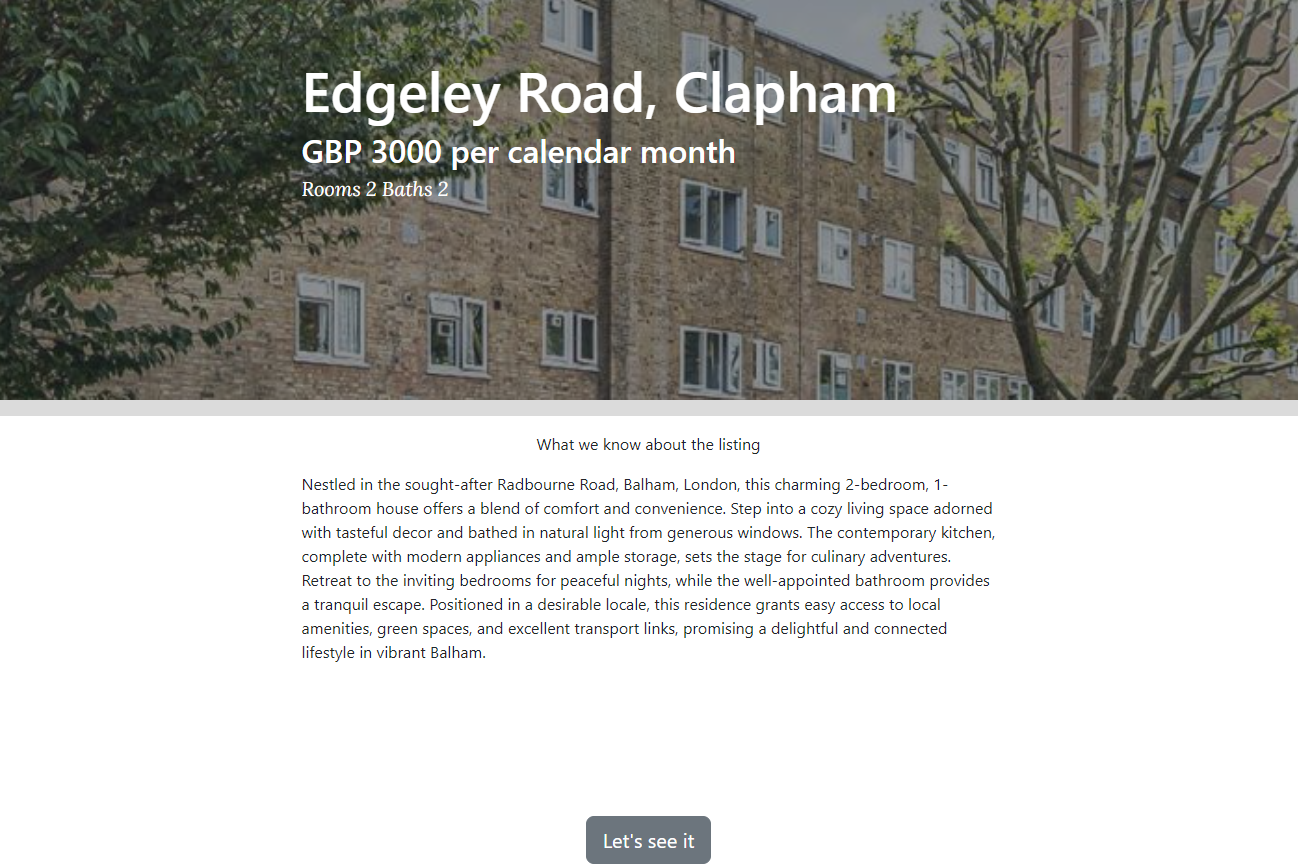 Edgeley Road, Clapham
GBP 3000 per calendar month
Rooms 2 Baths 2
What we know about the listing
Nestled in the sought-after Radbourne Road, Balham, London, this charming 2-bedroom, 1-
bathroom house offers a blend of comfort and convenience. Step into a cozy living space adorned
with tasteful decor and bathed in natural light from generous windows. The contemporary kitchen,
complete with modern appliances and ample storage, sets the stage for culinary adventures.
Retreat to the inviting bedrooms for peaceful nights, while the well-appointed bathroom provides
a tranquil escape. Positioned in a desirable locale, this residence grants easy access to local
amenities, green spaces, and excellent transport links, promising a delightful and connected
lifestyle in vibrant Balham.
Let's see it